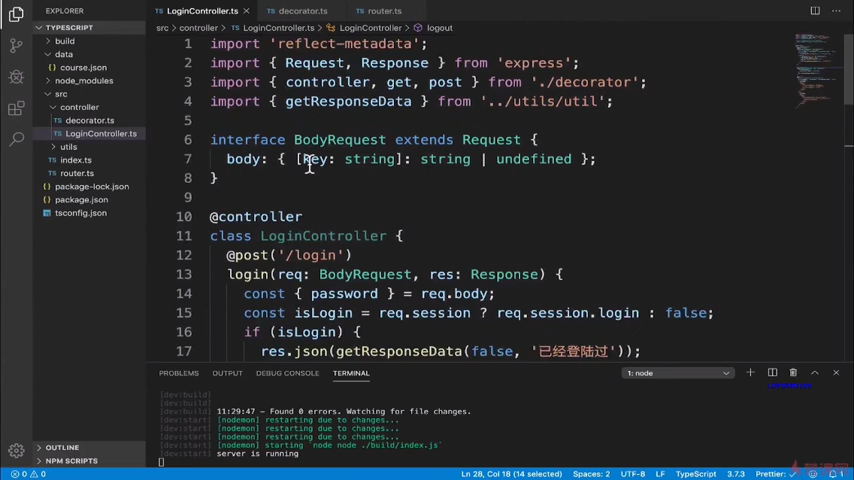 EXPLORER
LoginController.ts
decorator.ts
router.ts
TYPESCRIPT
src > controller > LoginController.ts > LoginController > logout
build
data
course.json
node_modules
src
controller
decorator.ts
LoginController.ts
utils
index.ts
router.ts
package-lock.json
package.json
tsconfig.json
OUTLINE
NPM SCRIPTS
1 import 'reflect-metadata';
2 import { Request, Response } from 'express';
3 import { controller, get, post } from './decorator';
4 import { getResponseData } from '../utils/util';
5
6 interface BodyRequest extends Request {
7 body: { [key: string]: string | undefined };
8 }
9
10 @controller
11 class LoginController {
12 @post('/login')
13 login(req: BodyRequest, res: Response) {
14 const { password } = req.body;
15 const isLogin = req.session ? req.session.login : false;
16 if (isLogin) {
17 res.json(getResponseData(false, '已经登陆过'));
PROBLEMS OUTPUT DEBUG CONSOLE TERMINAL 1: node
[dev:build]
[dev:build]
11:29:47 - Found 0 errors. Watching for file changes.
[dev:start] [nodemon] restarting due to changes...
[dev:start] [nodemon] restarting due to changes...
[dev:start] [nodemon] restarting due to changes...
[dev:start] [nodemon] starting `node node ./build/index.js`
[dev:start] server is running
0 0 Ln 28, Col 18 (14 selected) Spaces: 2 UTF-8 LF TypeScript 3.7.3 Prettier: ✓ 1